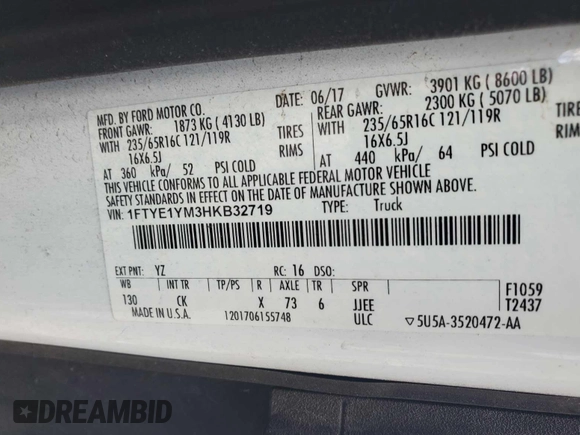 MFD. BY FORD MOTOR CO.
DATE: 06/17 GVWR: 3901 KG ( 8600 LB)
FRONT GAWR: 1873 KG ( 4130 LB) REAR GAWR: 2300 KG ( 5070 LB)
WITH 235/65R16C 121/119R TIRES WITH 235/65R16C 121/119R TIRES
16X6.5J RIMS 16X6.5J RIMS
AT 360 kPa/ 52 PSI COLD AT 440 kPa/ 64 PSI COLD
THIS VEHICLE CONFORMS TO ALL APPLICABLE FEDERAL MOTOR VEHICLE
SAFETY STANDARDS IN EFFECT ON THE DATE OF MANUFACTURE SHOWN ABOVE.
VIN: 1FTYE1YM3HKB32719 TYPE: Truck
EXT PNT: YZ RC: 16 DSO:
WB INT TR TP/PS R AXLE TR SPR F1059
130 CK X 73 6 JJEE T2437
MADE IN U.S.A. 1201706155748 ULC ▽5U5A-3520472-AA
DREAMBID